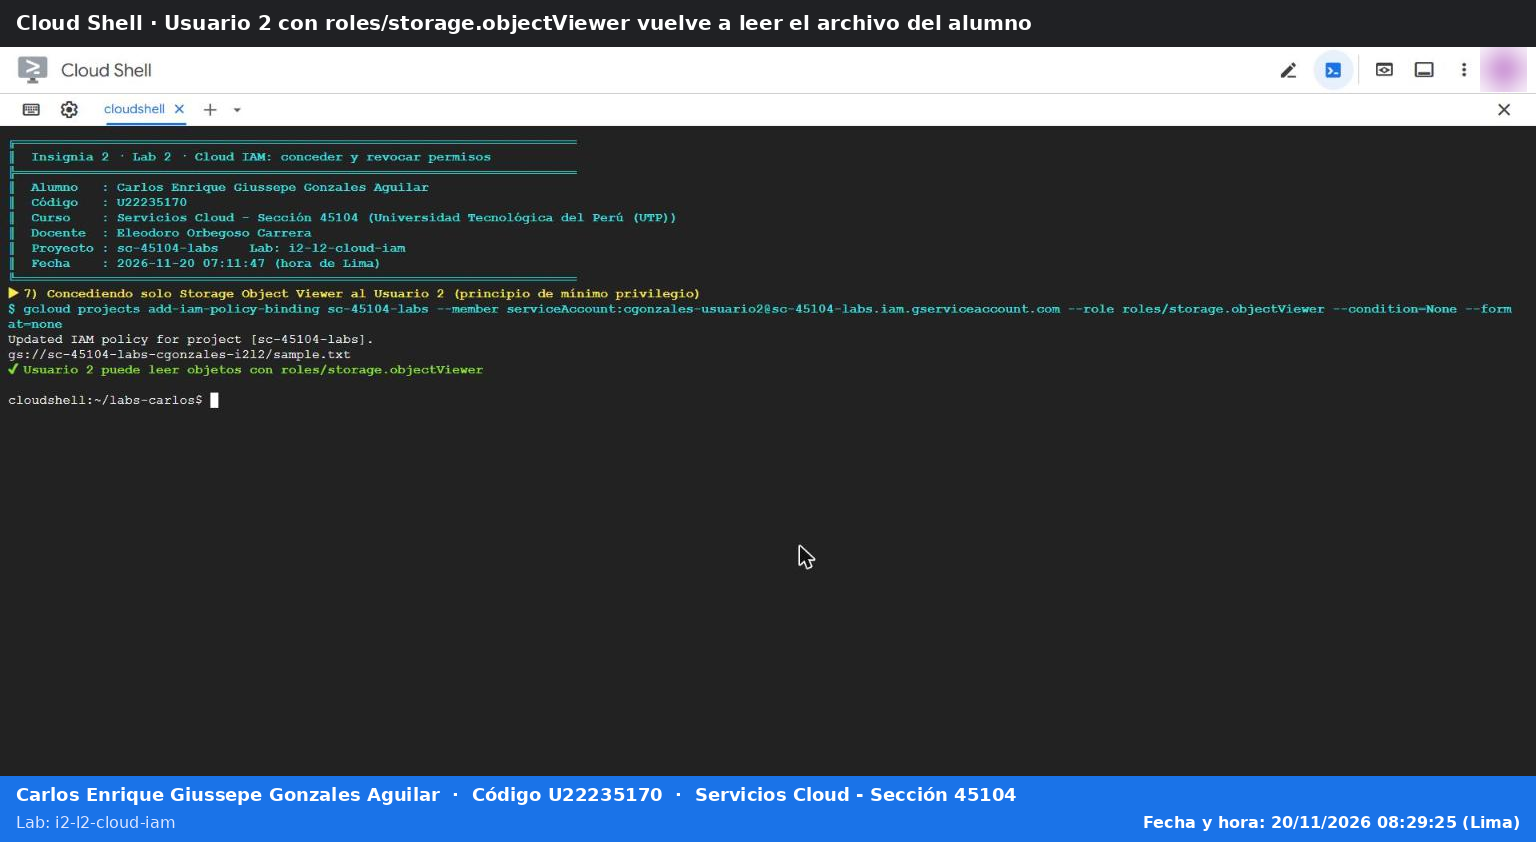 Cloud Shell · Usuario 2 con roles/storage.objectViewer vuelve a leer el archivo del alumno
Cloud Shell
cloudshell
Insignia 2 · Lab 2 · Cloud IAM: conceder y revocar permisos
Alumno : Carlos Enrique Giussepe Gonzales Aguilar
Código : U22235170
Curso : Servicios Cloud - Sección 45104 (Universidad Tecnológica del Perú (UTP))
Docente : Eleodoro Orbegoso Carrera
Proyecto : sc-45104-labs Lab: i2-l2-cloud-iam
Fecha : 2026-11-20 07:11:47 (hora de Lima)
▶ 7) Concediendo solo Storage Object Viewer al Usuario 2 (principio de mínimo privilegio)
$ gcloud projects add-iam-policy-binding sc-45104-labs --member serviceAccount:cgonzales-usuario2@sc-45104-labs.iam.gserviceaccount.com --role roles/storage.objectViewer --condition=None --form
at=none
Updated IAM policy for project [sc-45104-labs].
gs://sc-45104-labs-cgonzales-i2l2/sample.txt
✔ Usuario 2 puede leer objetos con roles/storage.objectViewer
cloudshell:~/labs-carlos$
Carlos Enrique Giussepe Gonzales Aguilar · Código U22235170 · Servicios Cloud - Sección 45104
Lab: i2-l2-cloud-iam
Fecha y hora: 20/11/2026 08:29:25 (Lima)